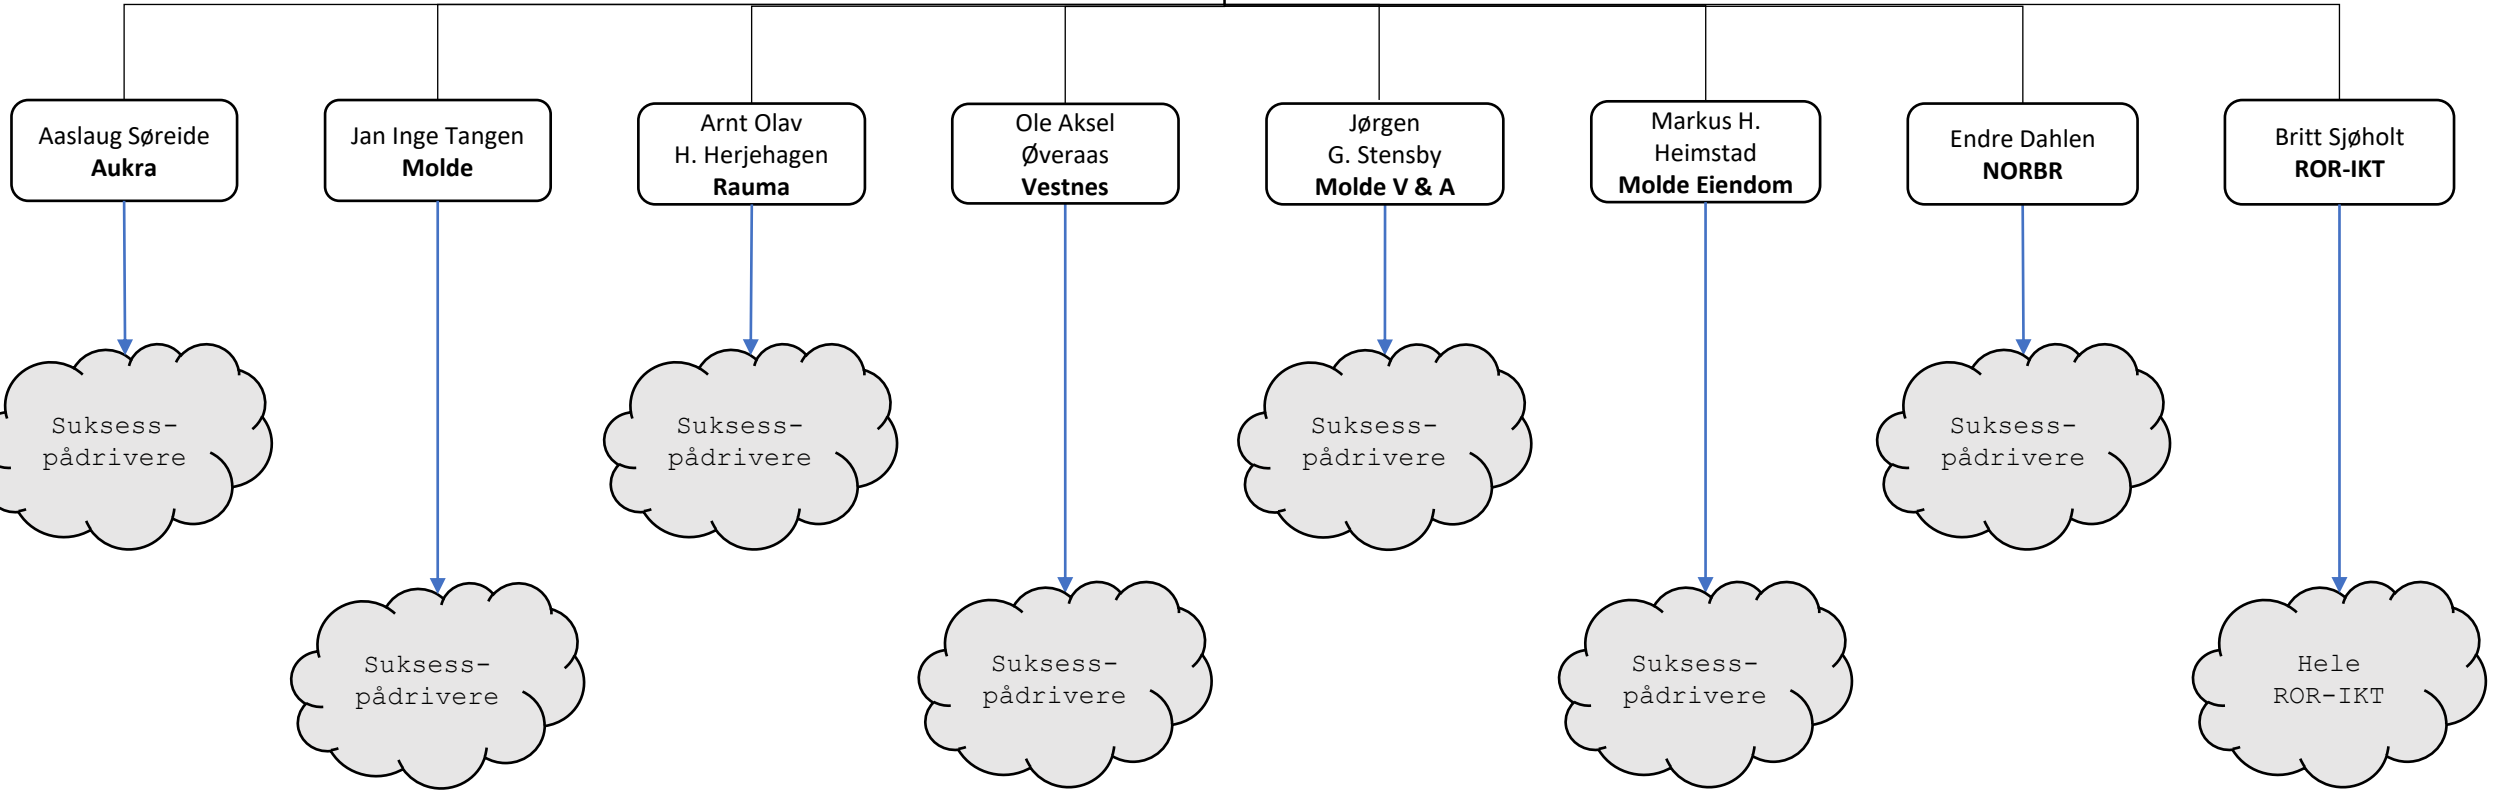 Aaslaug Søreide
Aukra
Jan Inge Tangen
Molde
Arnt Olav
H. Herjehagen
Rauma
Ole Aksel
Øveraas
Vestnes
Jørgen
G. Stensby
Molde V & A
Markus H.
Heimstad
Molde Eiendom
Endre Dahlen
NORBR
Britt Sjøholt
ROR-IKT
Suksess-
pådrivere
Suksess-
pådrivere
Suksess-
pådrivere
Suksess-
pådrivere
Suksess-
pådrivere
Suksess-
pådrivere
Suksess-
pådrivere
Hele
ROR-IKT